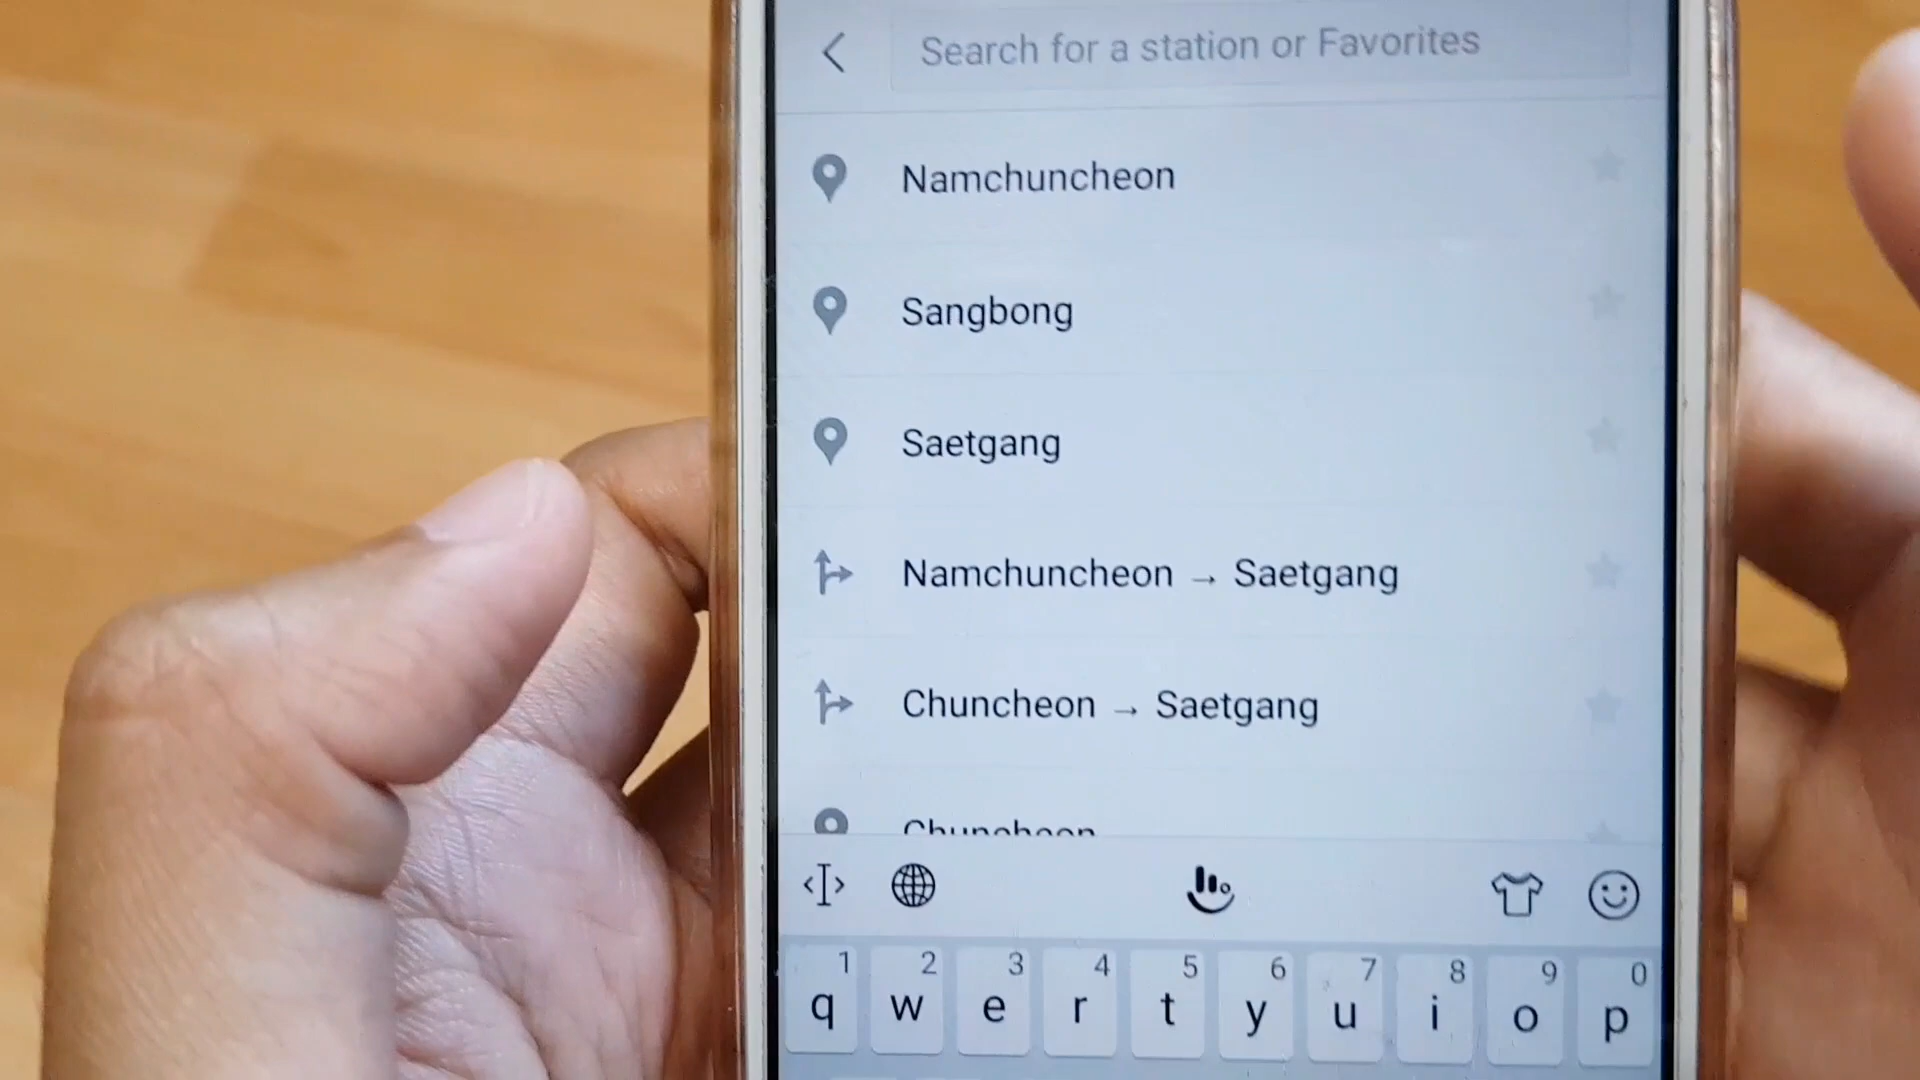 Search for a station or Favorites
Namchuncheon
Sangbong
Saetgang
Namchuncheon → Saetgang
Chuncheon → Saetgang
Chuncheon
1 2 3 4 5 6 7 8 9 0
q w e r t y u i o p